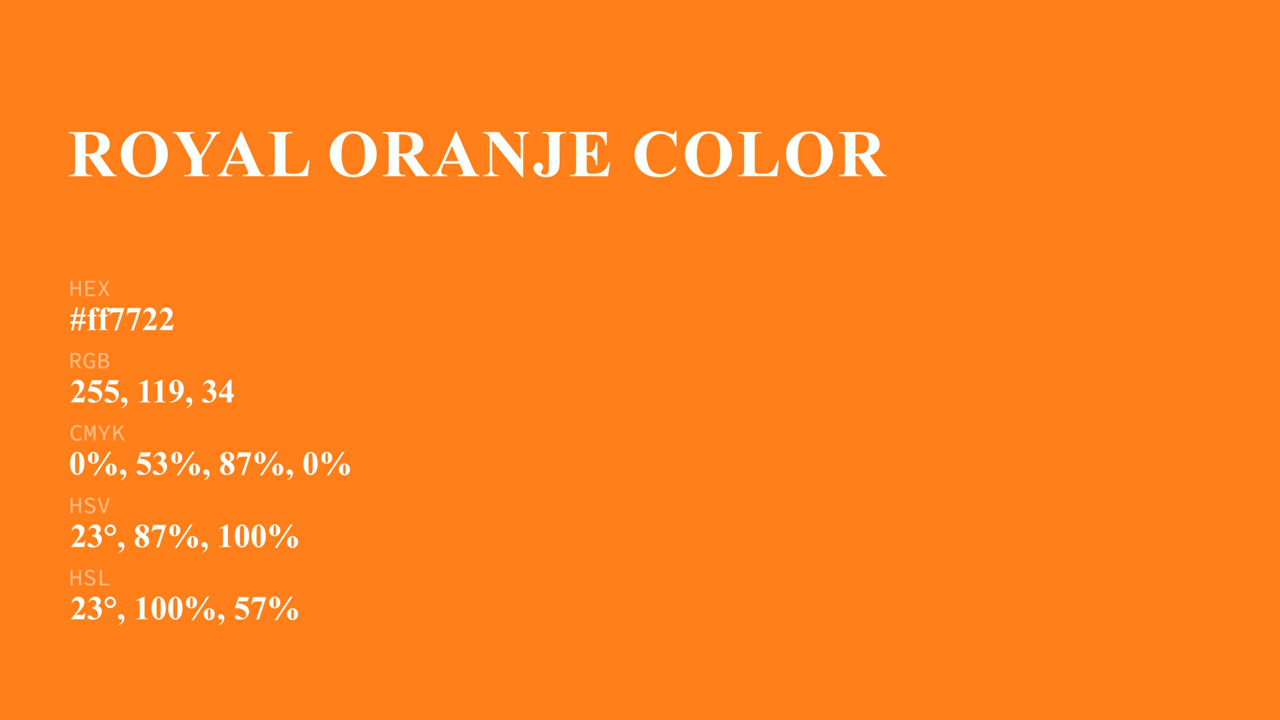 ROYAL ORANJE COLOR
HEX
#ff7722
RGB
255, 119, 34
CMYK
0%, 53%, 87%, 0%
HSV
23°, 87%, 100%
HSL
23°, 100%, 57%